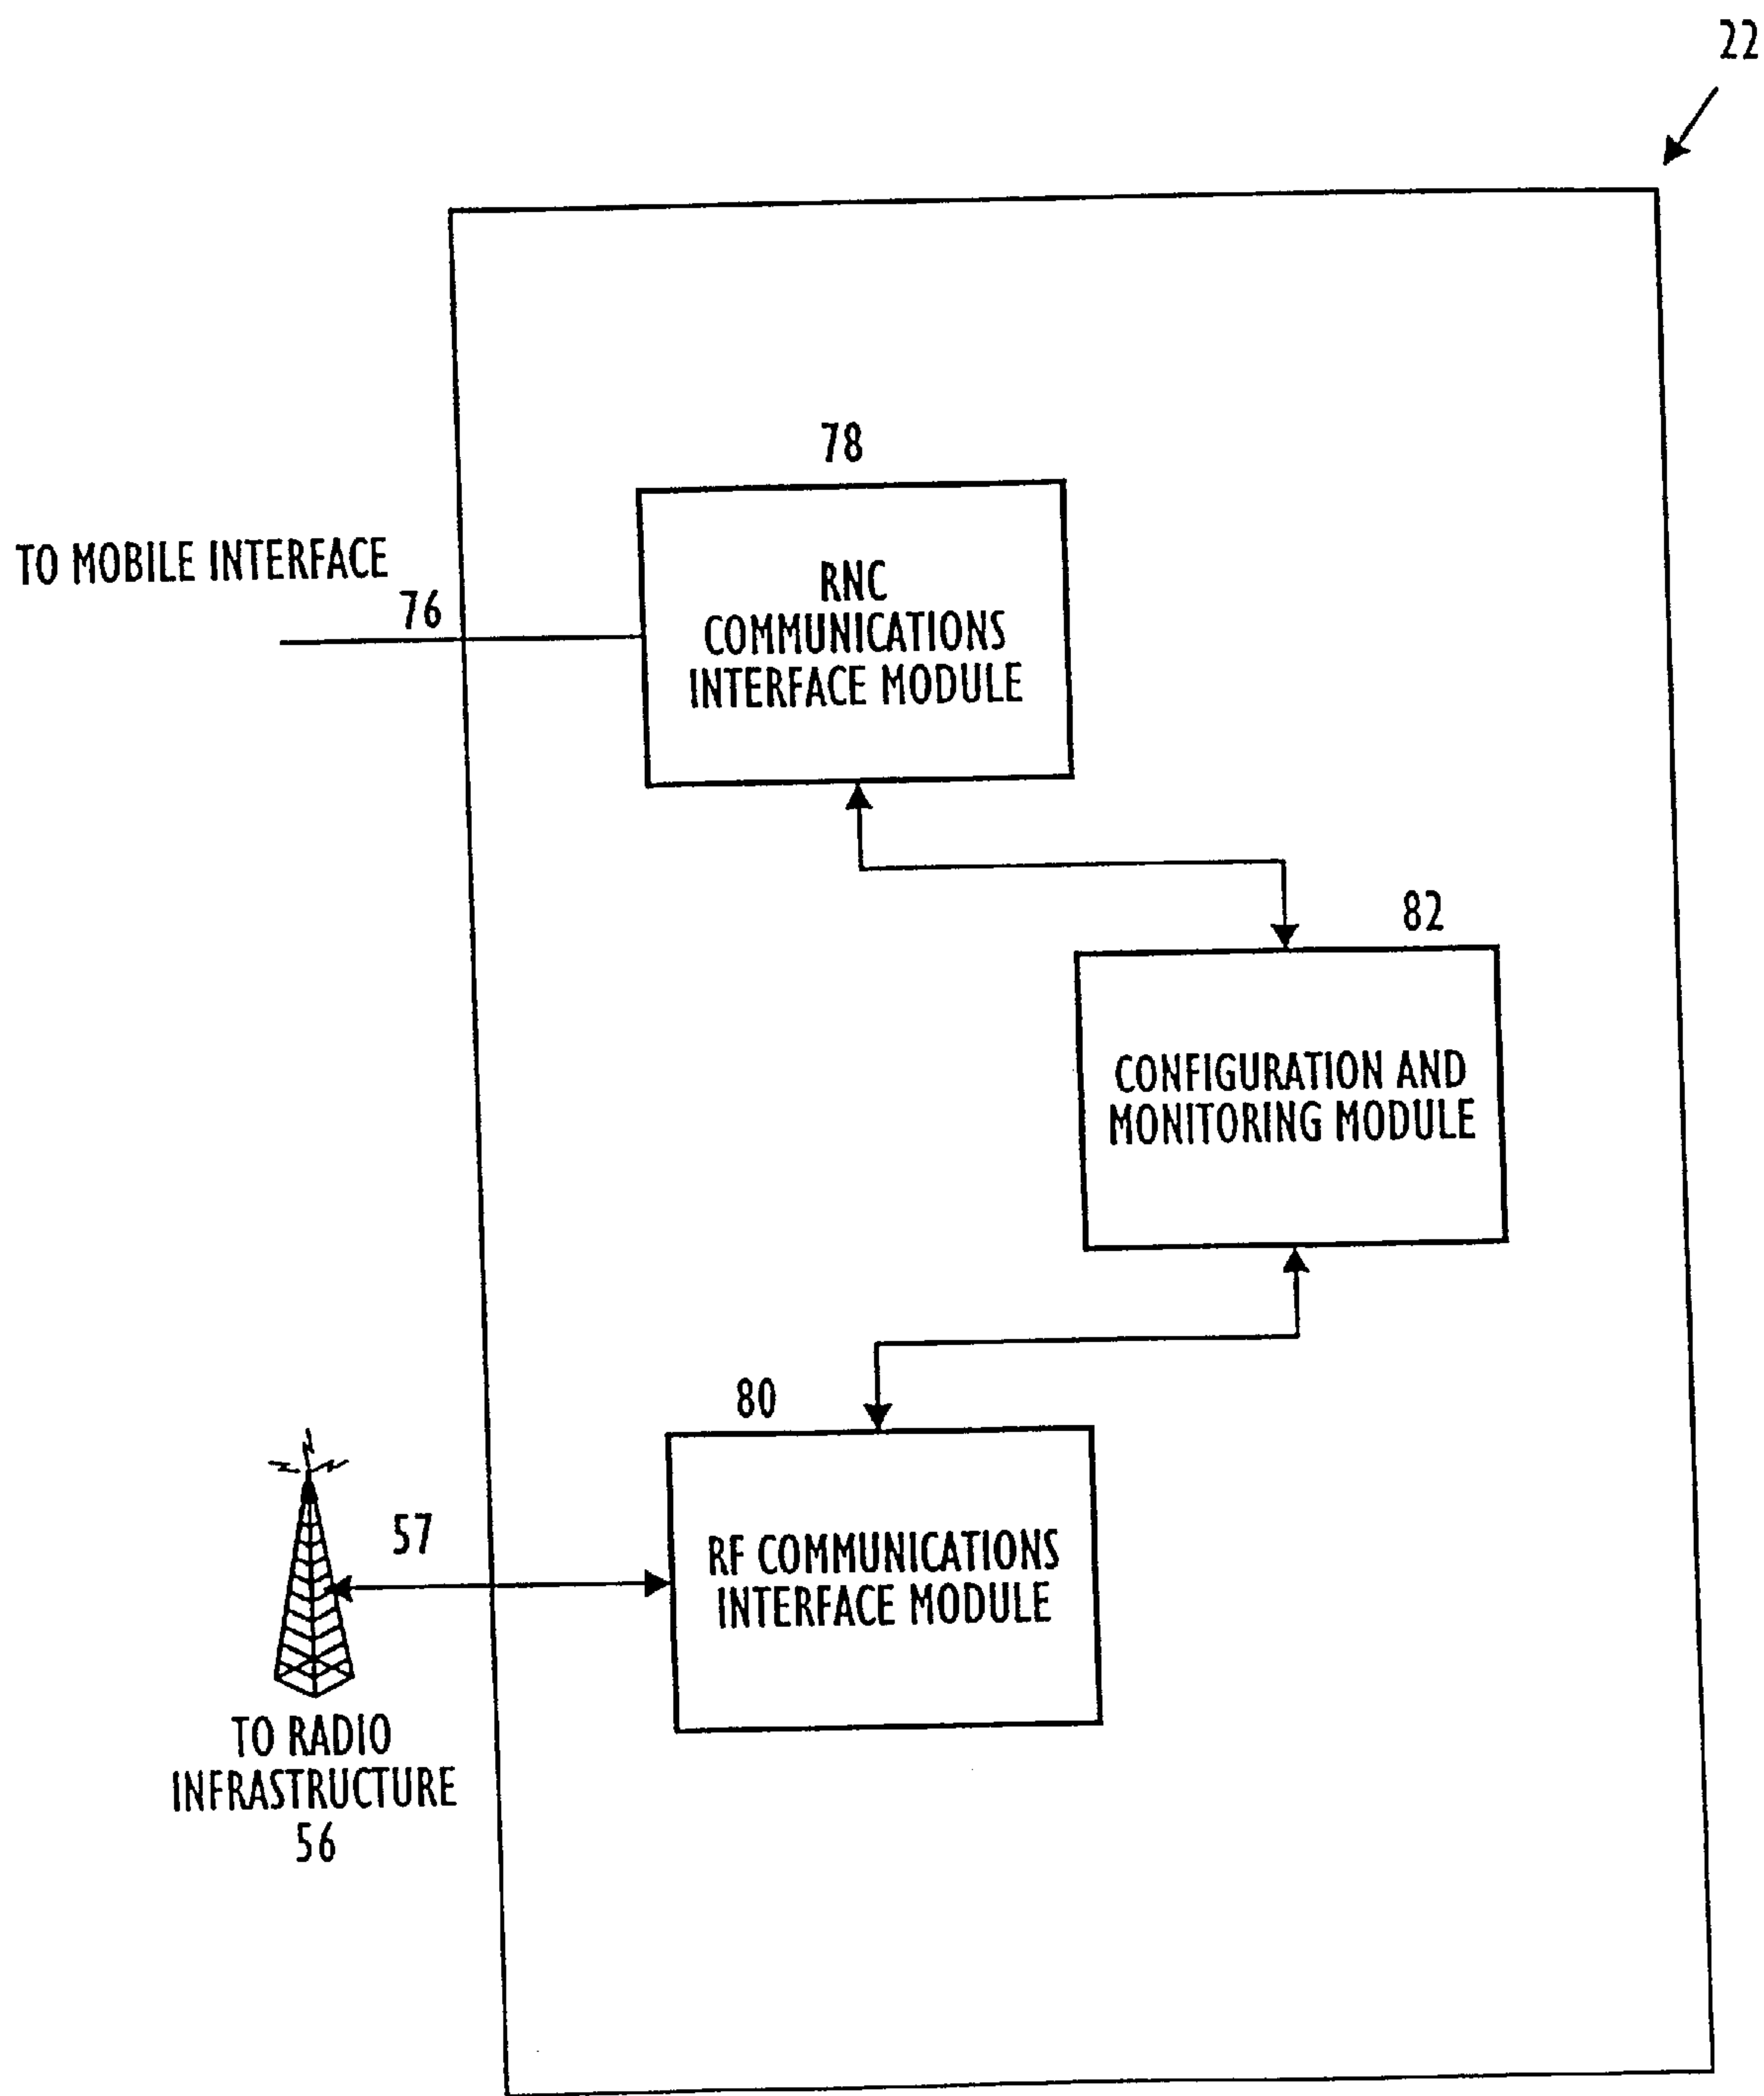 22
78
TO MOBILE INTERFACE
76
RNC
COMMUNICATIONS
INTERFACE MODULE
82
CONFIGURATION AND
MONITORING MODULE
80
57
RF COMMUNICATIONS
INTERFACE MODULE
TO RADIO
INFRASTRUCTURE
56